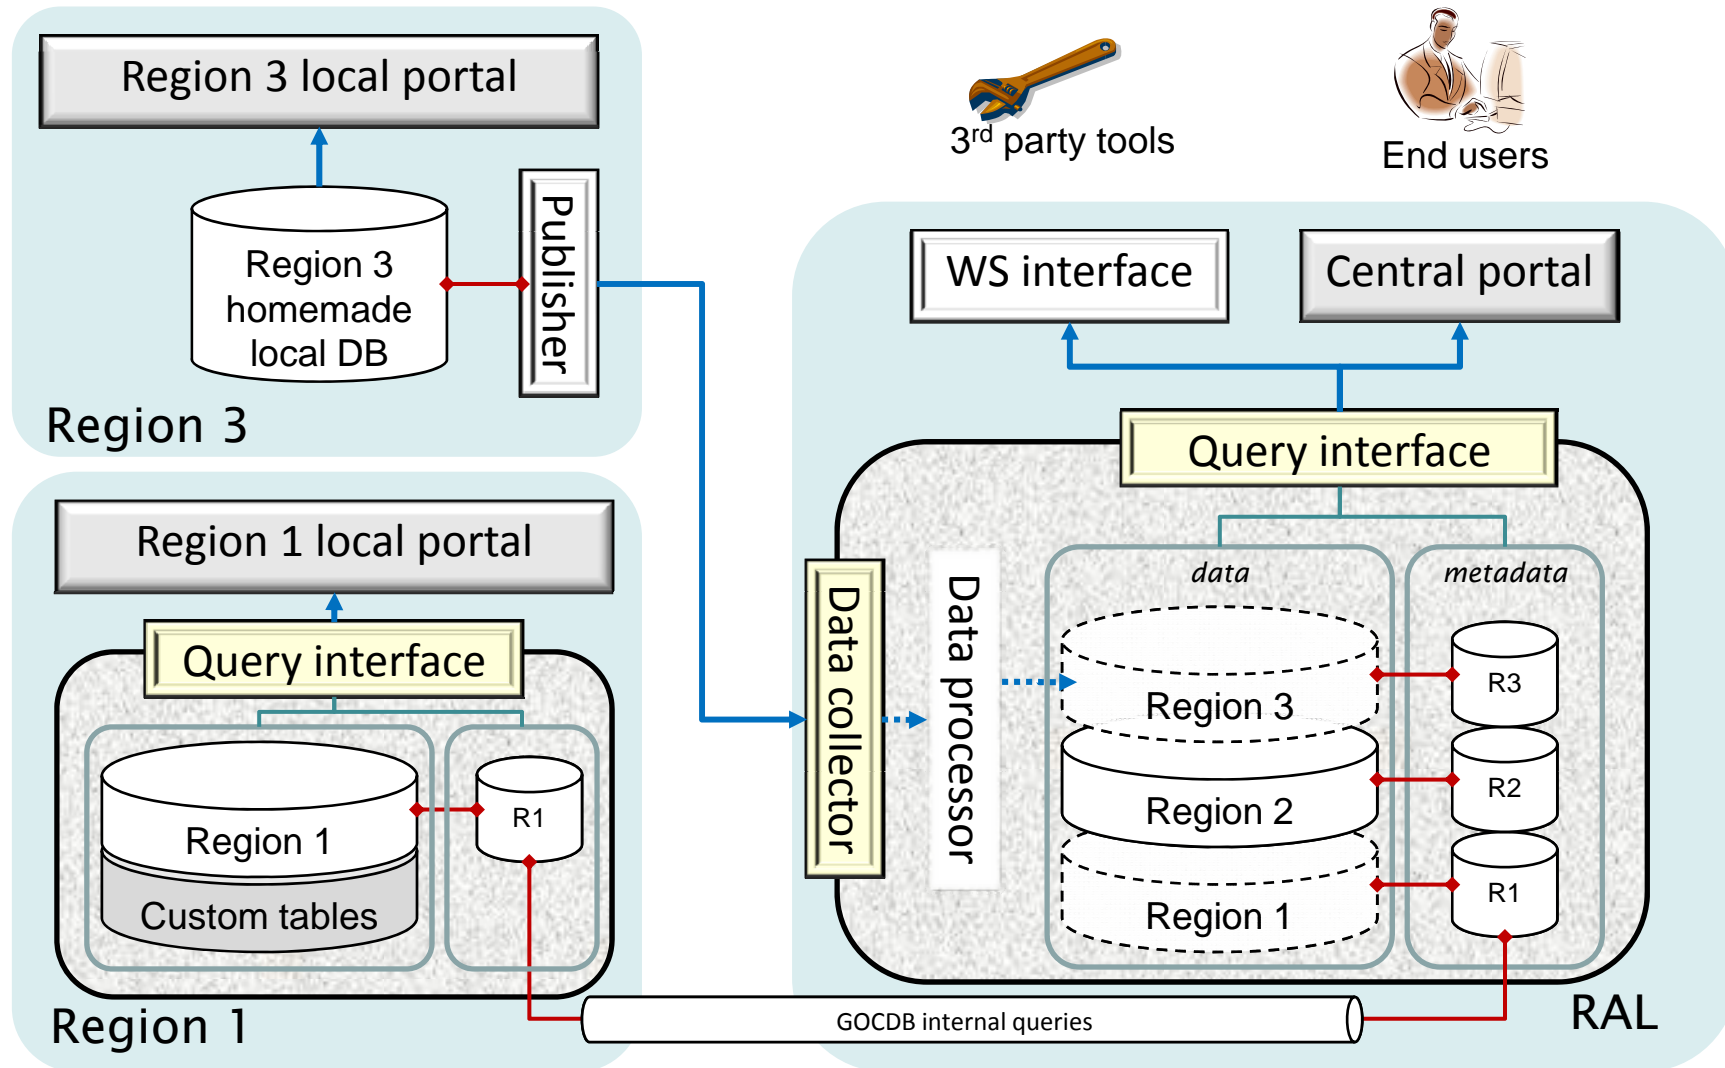 Region 3 local portal
Region 3
homemade
local DB
Publisher
Region 3
3rd party tools
End users
WS interface
Central portal
Query interface
Region 1 local portal
Query interface
Region 1
Custom tables
R1
Region 1
Data collector
Data processor
data
metadata
Region 3
R3
Region 2
R2
Region 1
R1
GOCDB internal queries
RAL